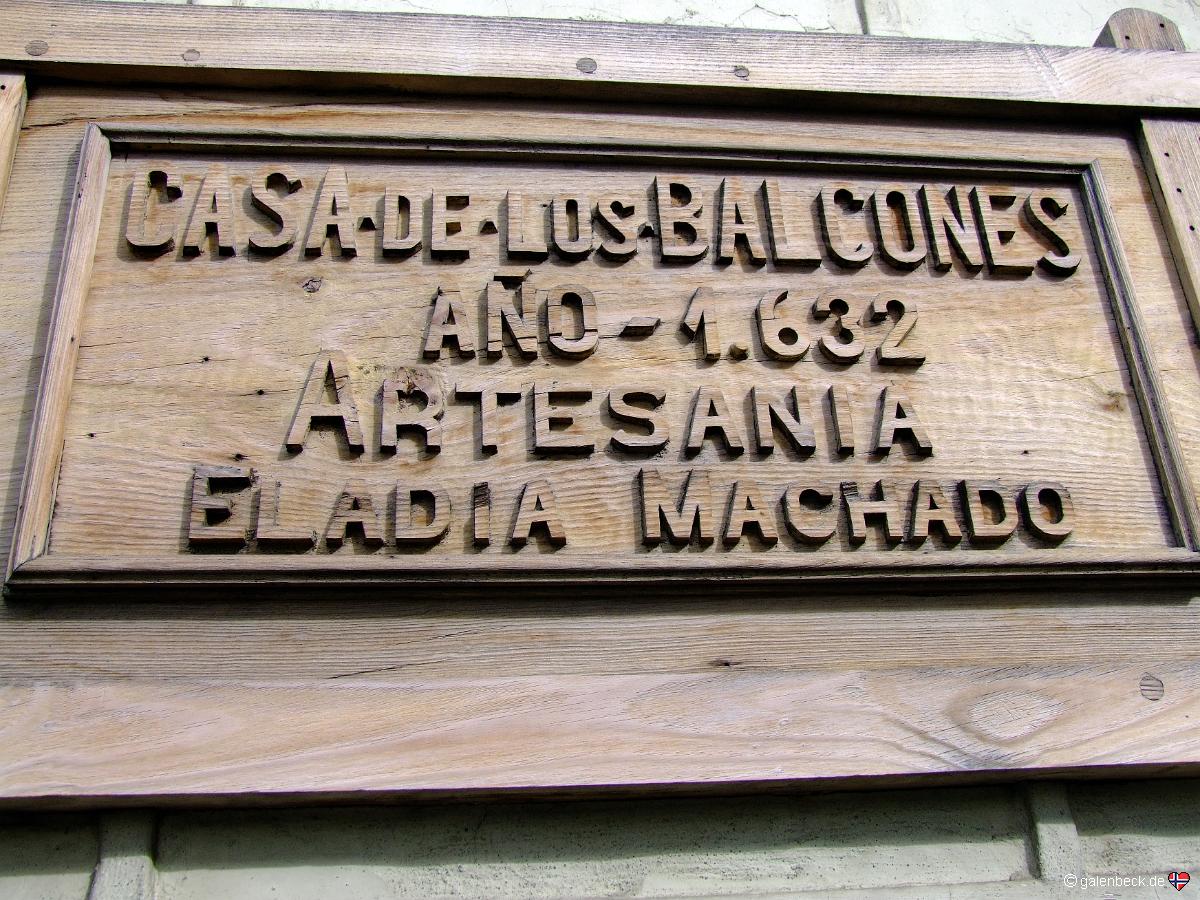 CASA·DE·LOS·BALCONES
AÑO - 1.632
ARTESANIA
ELADIA MACHADO
© galenbeck.de